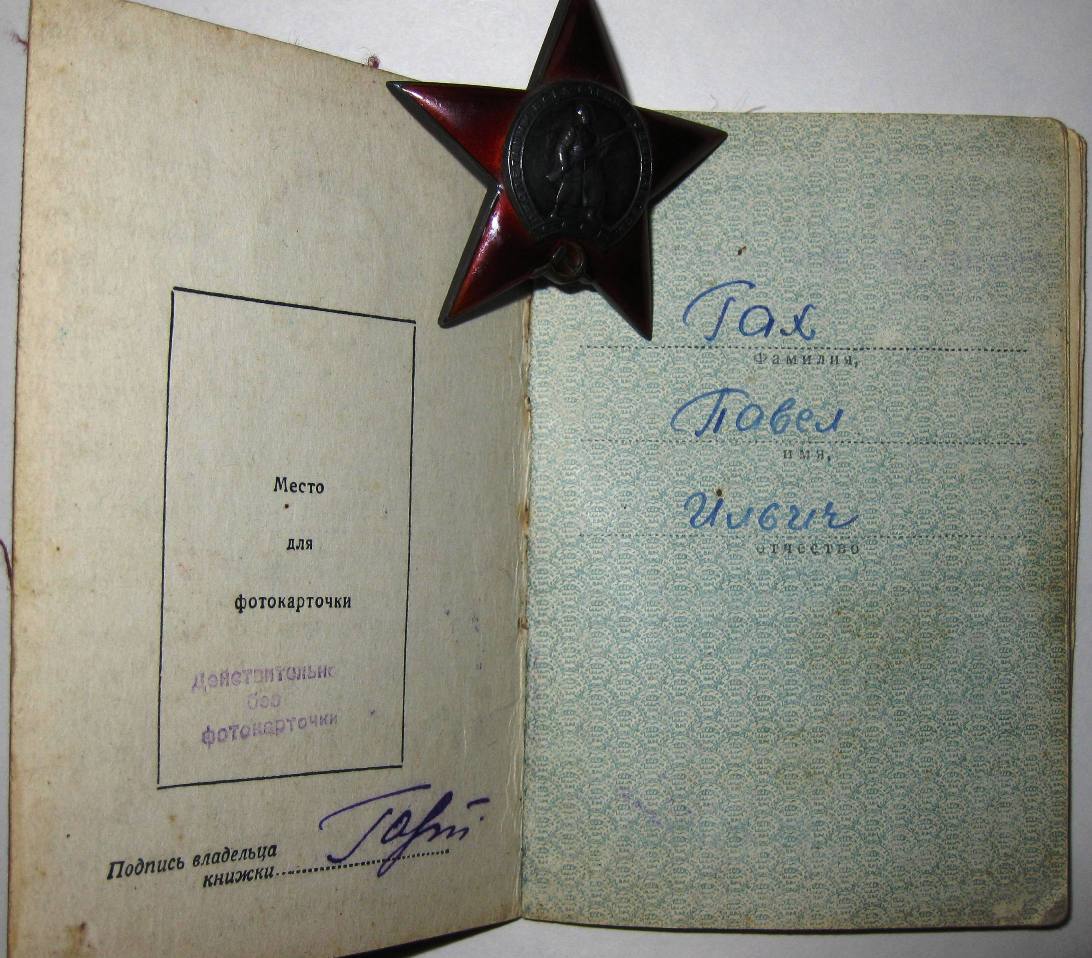 Место
для
фотокарточки
Действительно
без
фотокарточки
Подпись владельца
книжки
Гах
Фамилия,
Павел
имя,
Ильич
отчество